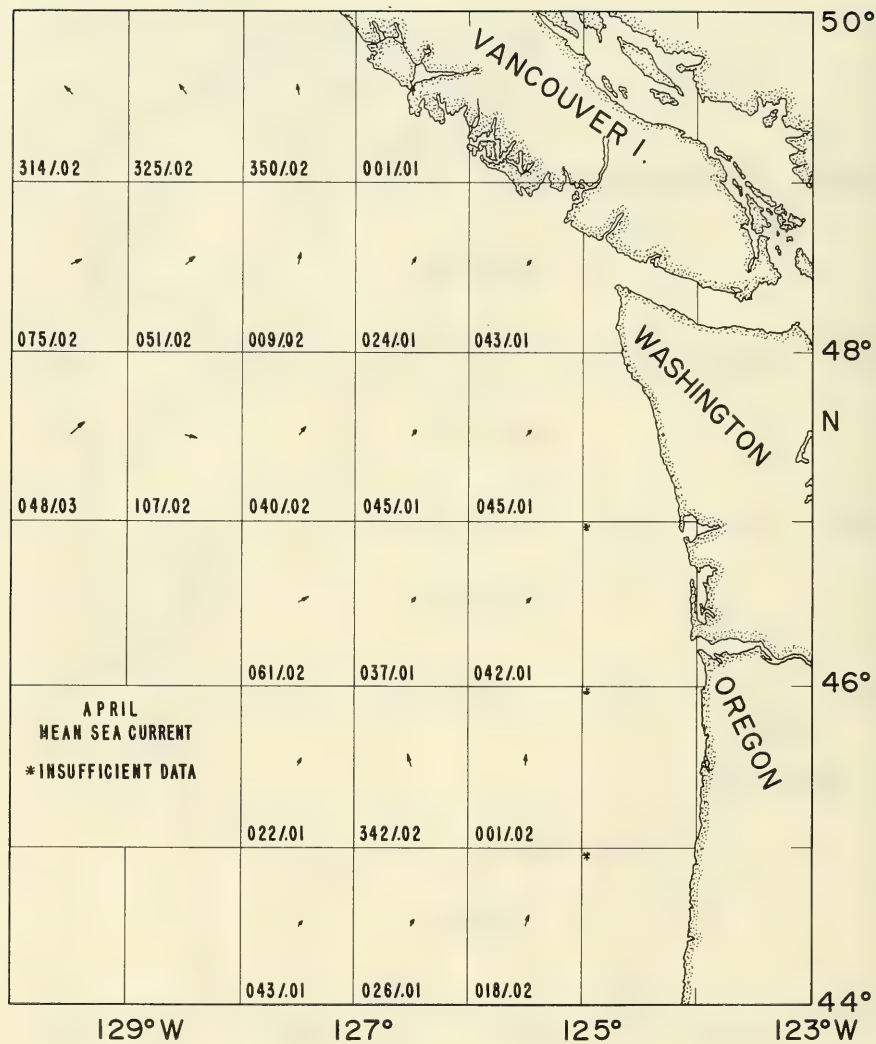 50°
VANCOUVER I.
314/.02 325/.02 350/.02 001/.01
075/.02 051/.02 009/.02 024/.01 043/.01
48°
WASHINGTON
N
048/.03 107/.02 040/.02 045/.01 045/.01
*
061/.02 037/.01 042/.01
46°
*
OREGON
APRIL
MEAN SEA CURRENT
*INSUFFICIENT DATA
022/.01 342/.02 001/.02
*
043/.01 026/.01 018/.02
44°
129°W 127° 125° 123°W